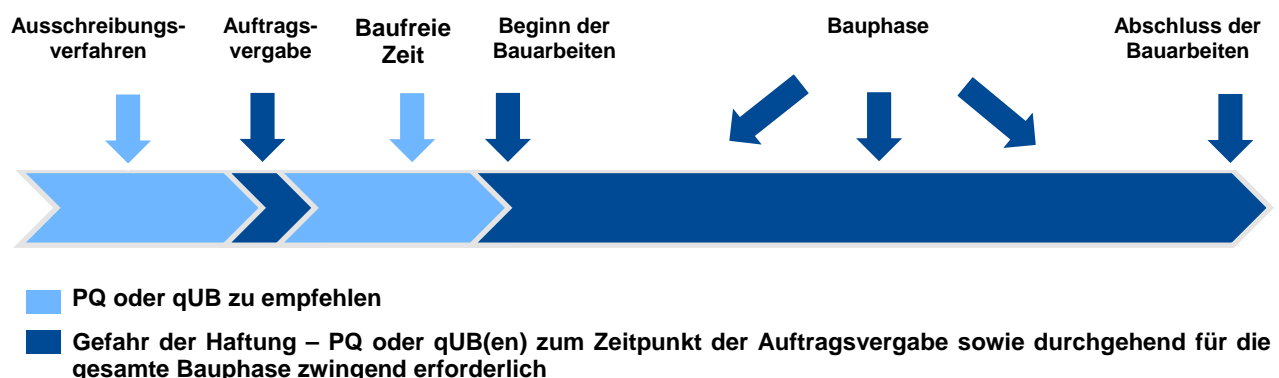 Ausschreibungs-
verfahren
Auftrags-
vergabe
Baufreie
Zeit
Beginn der
Bauarbeiten
Bauphase
Abschluss der
Bauarbeiten
PQ oder qUB zu empfehlen
Gefahr der Haftung – PQ oder qUB(en) zum Zeitpunkt der Auftragsvergabe sowie durchgehend für die
gesamte Bauphase zwingend erforderlich